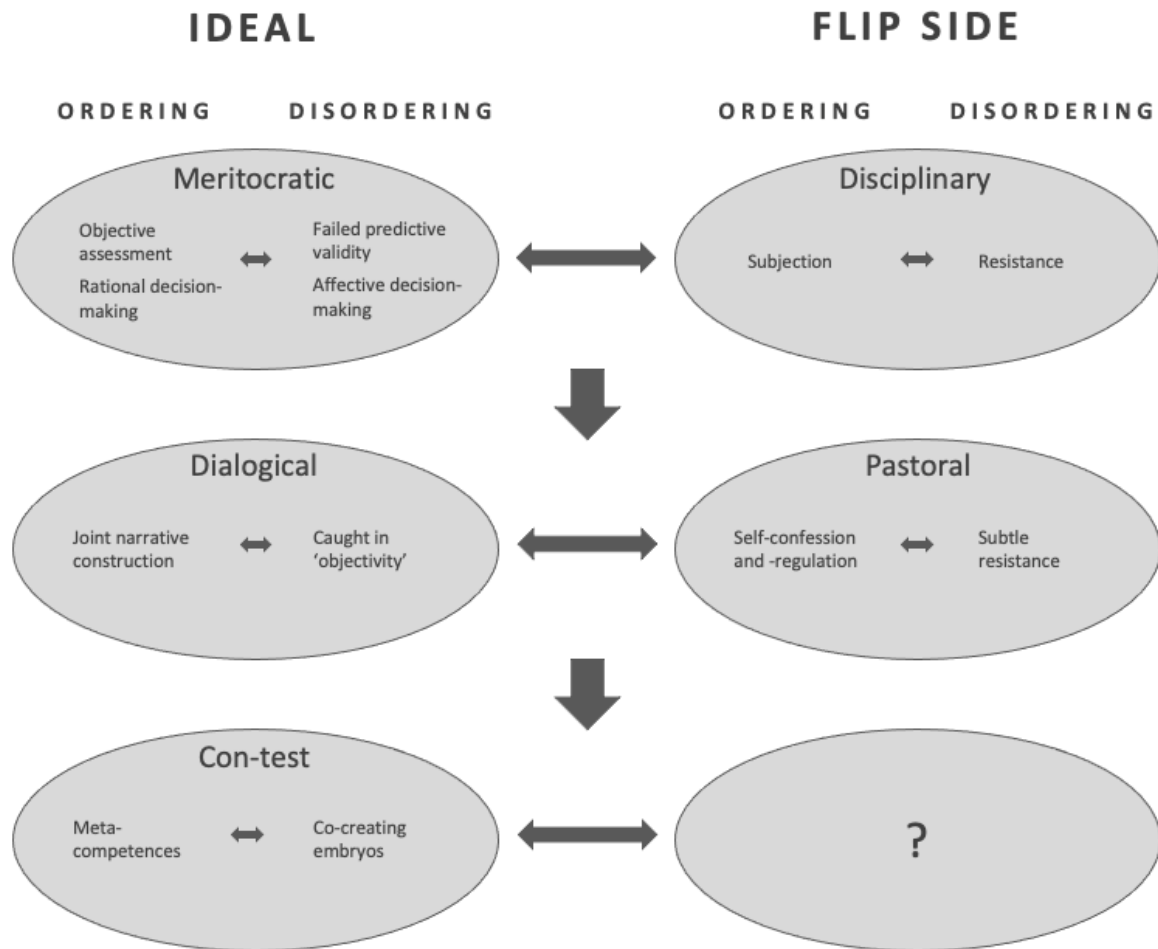 IDEAL
FLIP SIDE
ORDERING
DISORDERING
ORDERING
DISORDERING
Meritocratic
Objective
assessment
Rational decision-
making
Failed predictive
validity
Affective decision-
making
Disciplinary
Subjection
Resistance
Dialogical
Joint narrative
construction
Caught in
‘objectivity’
Pastoral
Self-confession
and -regulation
Subtle
resistance
Con-test
Meta-
competences
Co-creating
embryos
?